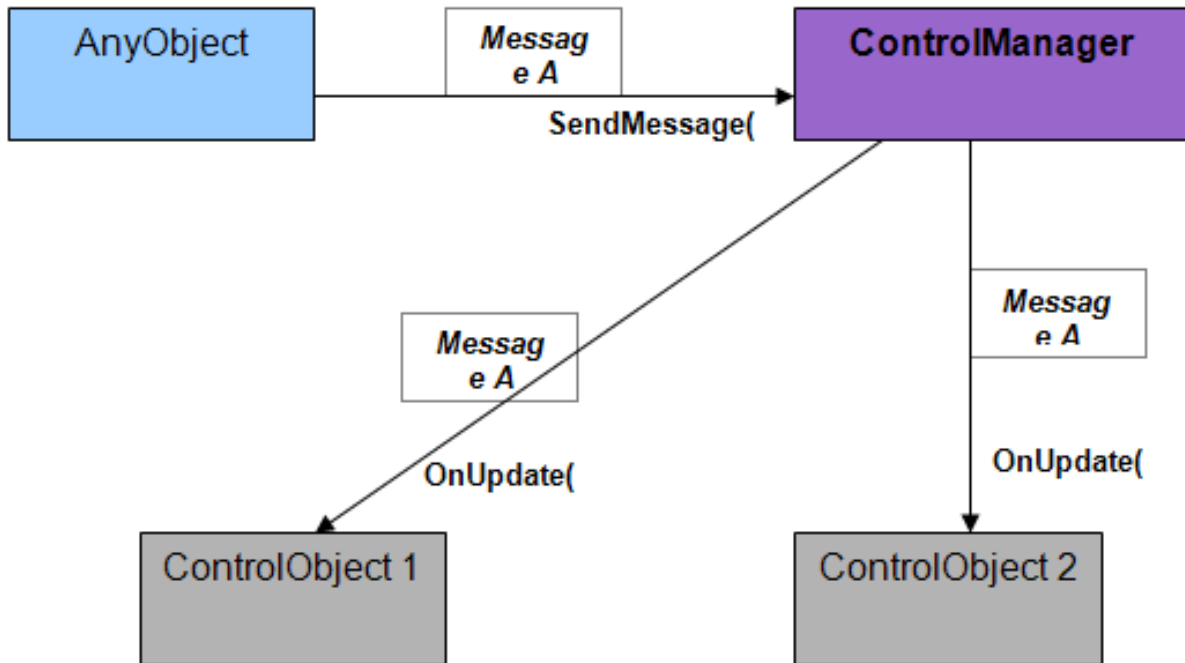 AnyObject
Messag
e A
ControlManager
SendMessage(
Messag
e A
Messag
e A
OnUpdate(
OnUpdate(
ControlObject 1
ControlObject 2